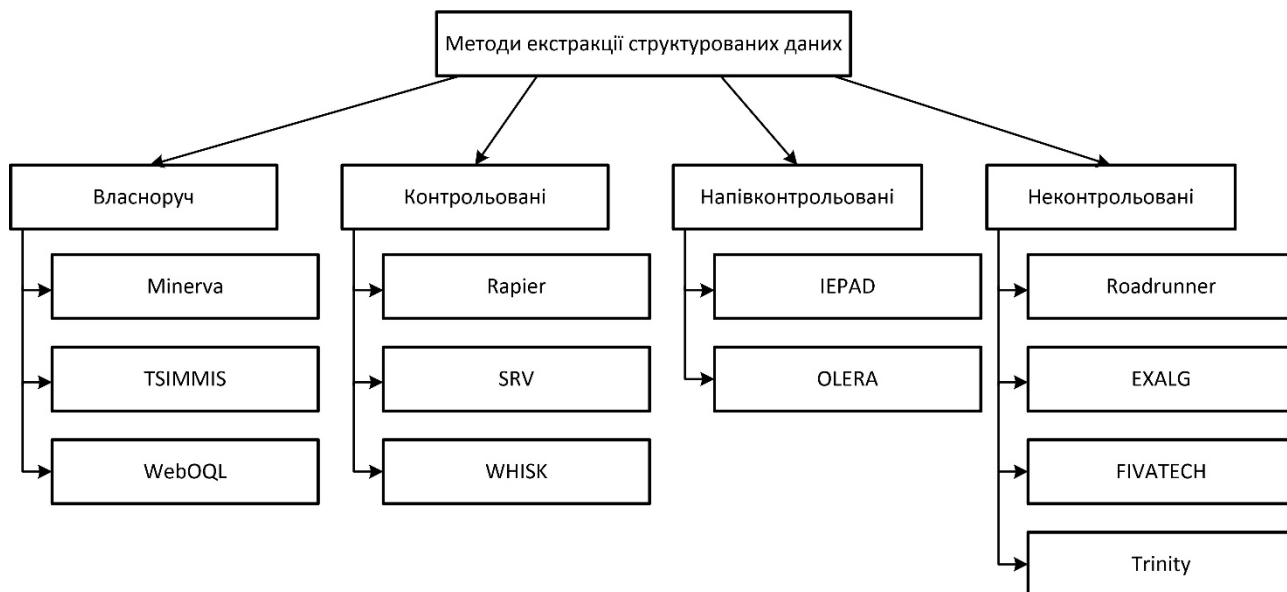 Методи екстракції структурованих даних
Власноруч
Minerva
TSIMMIS
WebOQL
Контрольовані
Rapier
SRV
WHISK
Напівконтрольовані
IEPAD
OLERA
Неконтрольовані
Roadrunner
EXALG
FIVATECH
Trinity